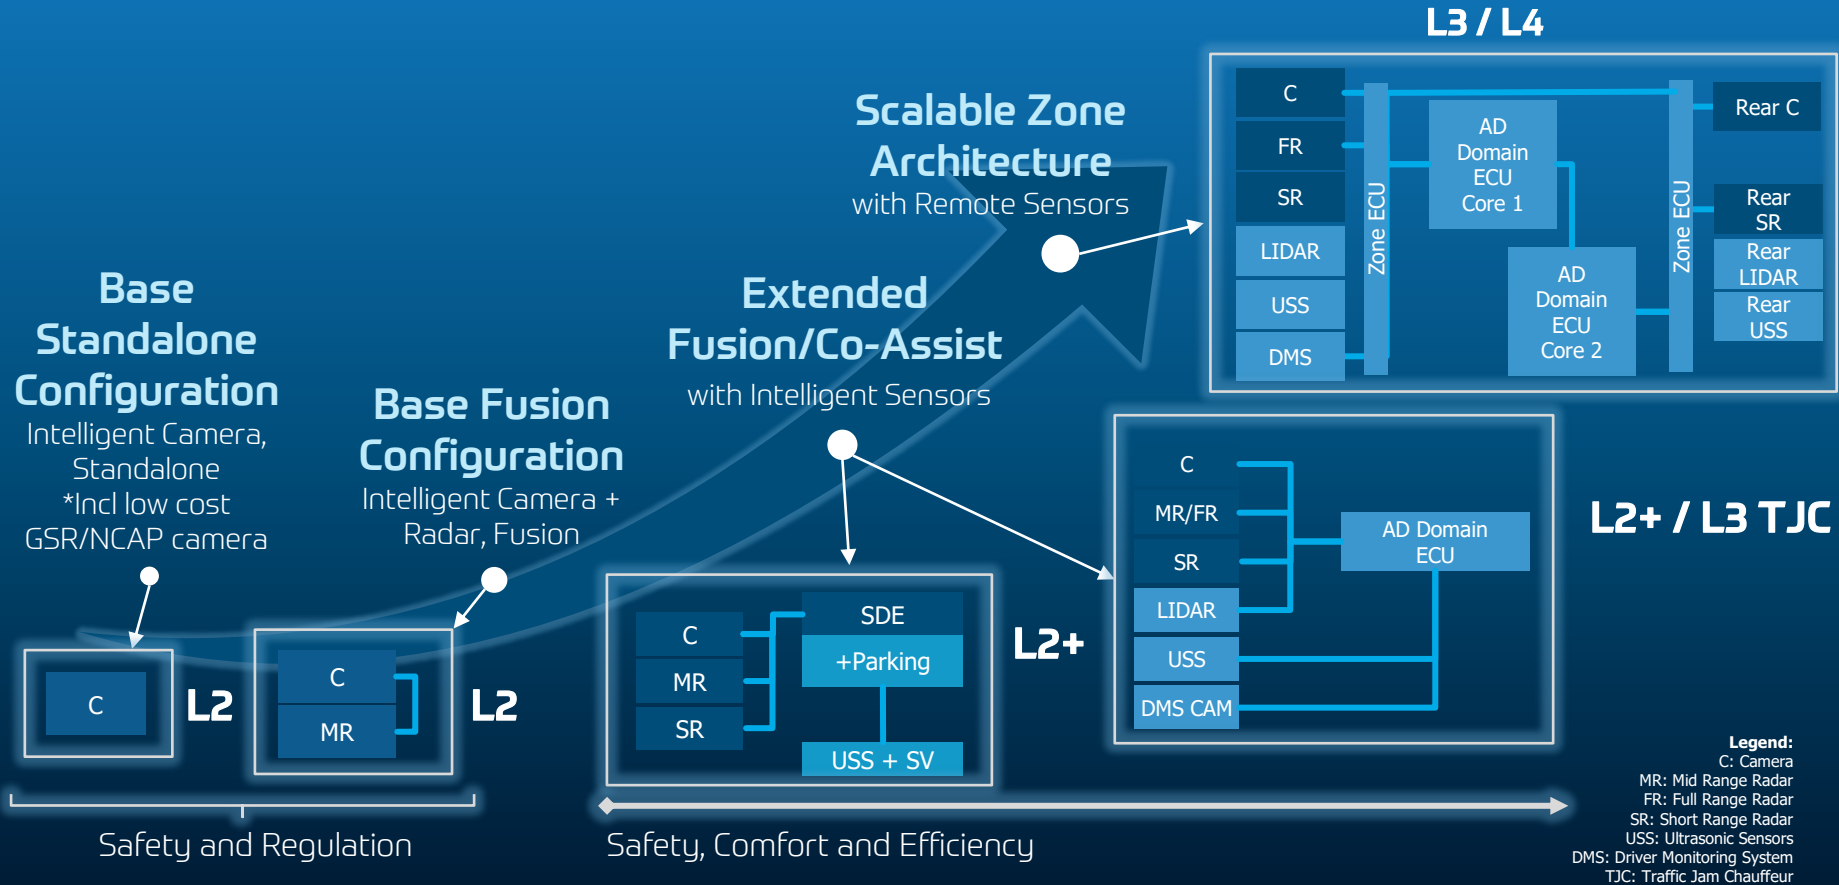 L3 / L4
Scalable Zone
Architecture
with Remote Sensors
C
FR
SR
LIDAR
USS
DMS
Zone ECU
AD
Domain
ECU
Core 1
AD
Domain
ECU
Core 2
Zone ECU
Rear C
Rear
SR
Rear
LIDAR
Rear
USS
Base
Standalone
Configuration
Intelligent Camera,
Standalone
*Incl low cost
GSR/NCAP camera
C
L2
Base Fusion
Configuration
Intelligent Camera +
Radar, Fusion
C
MR
L2
Extended
Fusion/Co-Assist
with Intelligent Sensors
C
MR
SR
SDE
+Parking
USS + SV
L2+
C
MR/FR
SR
LIDAR
USS
DMS CAM
AD Domain
ECU
L2+ / L3 TJC
Safety and Regulation
Safety, Comfort and Efficiency
Legend:
C: Camera
MR: Mid Range Radar
FR: Full Range Radar
SR: Short Range Radar
USS: Ultrasonic Sensors
DMS: Driver Monitoring System
TJC: Traffic Jam Chauffeur